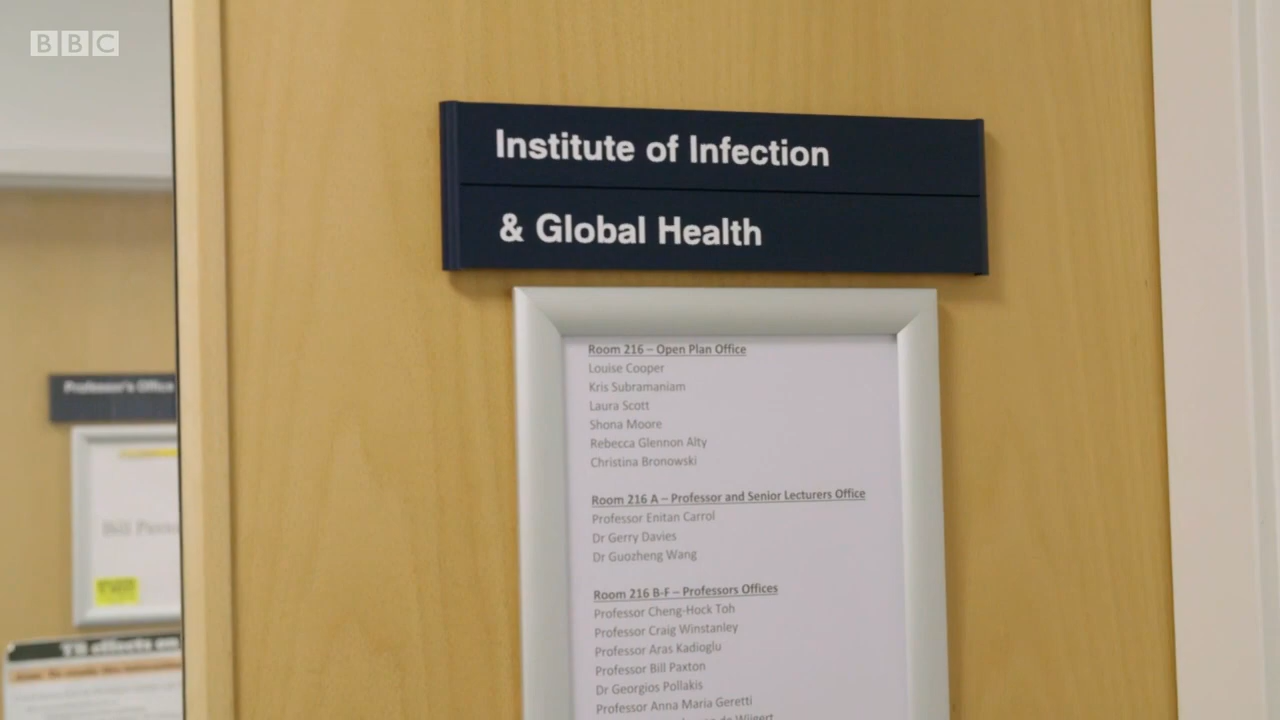 BBC
Institute of Infection
& Global Health
Room 216 – Open Plan Office
Louise Cooper
Kris Subramaniam
Laura Scott
Shona Moore
Rebecca Glennon Alty
Christina Bronowski
Room 216 A – Professor and Senior Lecturers Office
Professor Enitan Carrol
Dr Gerry Davies
Dr Guozheng Wang
Room 216 B-F – Professors Offices
Professor Cheng-Hock Toh
Professor Craig Winstanley
Professor Aras Kadioglu
Professor Bill Paxton
Dr Georgios Pollakis
Professor Anna Maria Geretti
de Wijgert
Professor's Office
Bill